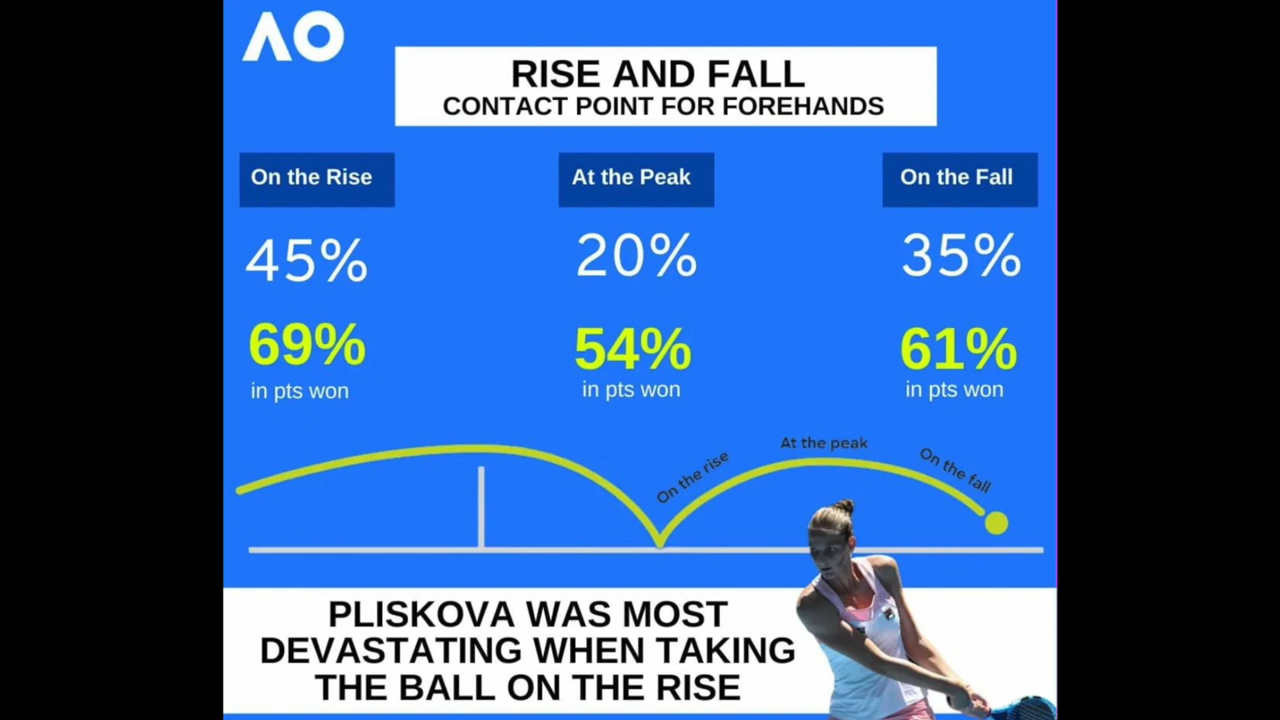 AO
RISE AND FALL
CONTACT POINT FOR FOREHANDS
On the Rise
At the Peak
On the Fall
45%
20%
35%
69%
54%
61%
in pts won
in pts won
in pts won
On the rise
At the peak
On the fall
PLISKOVA WAS MOST
DEVASTATING WHEN TAKING
THE BALL ON THE RISE